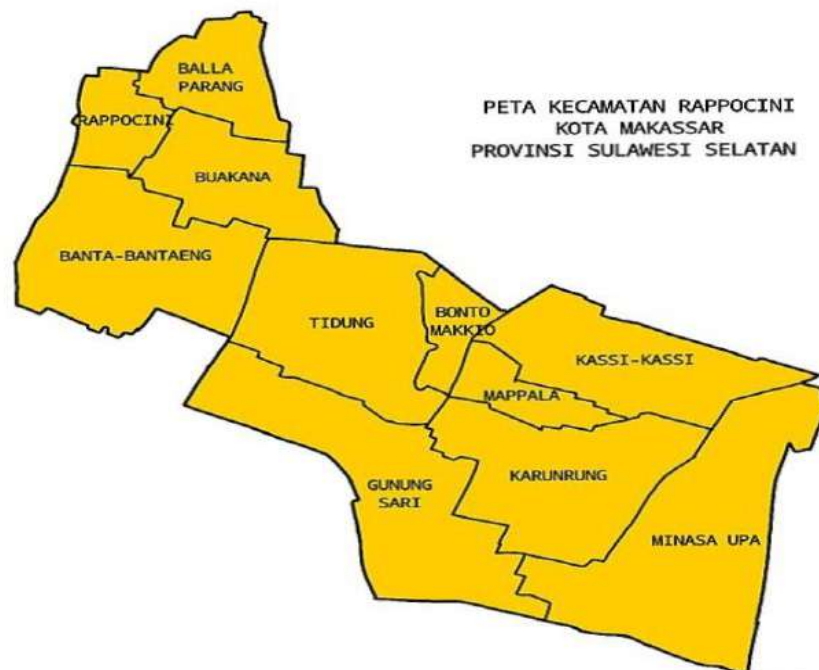 BALLA
PARANG
PETA KECAMATAN RAPPOCINI
KOTA MAKASSAR
PROVINSI SULAWESI SELATAN
RAPPOCINI
BUAKANA
BANTA-BANTAENG
TIDUNG
BONTO
MAKKIO
KASSI-KASSI
MAPPALA
GUNUNG
SARI
KARUNRUNG
MINASA UPA